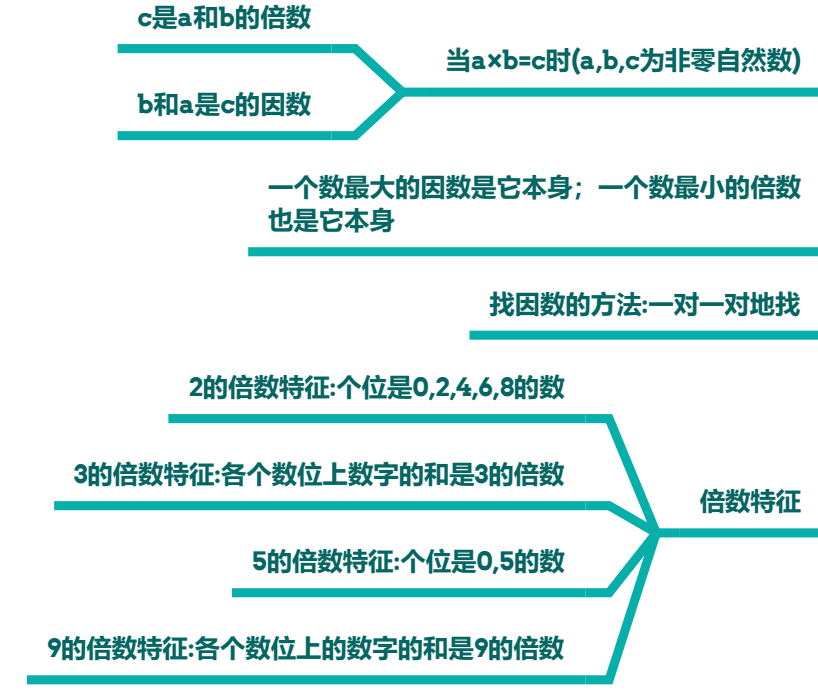 c是a和b的倍数
当a×b=c时(a,b,c为非零自然数)
b和a是c的因数
一个数最大的因数是它本身；一个数最小的倍数
也是它本身
找因数的方法:一对一对地找
2的倍数特征:个位是0,2,4,6,8的数
3的倍数特征:各个数位上数字的和是3的倍数
倍数特征
5的倍数特征:个位是0,5的数
9的倍数特征:各个数位上的数字的和是9的倍数